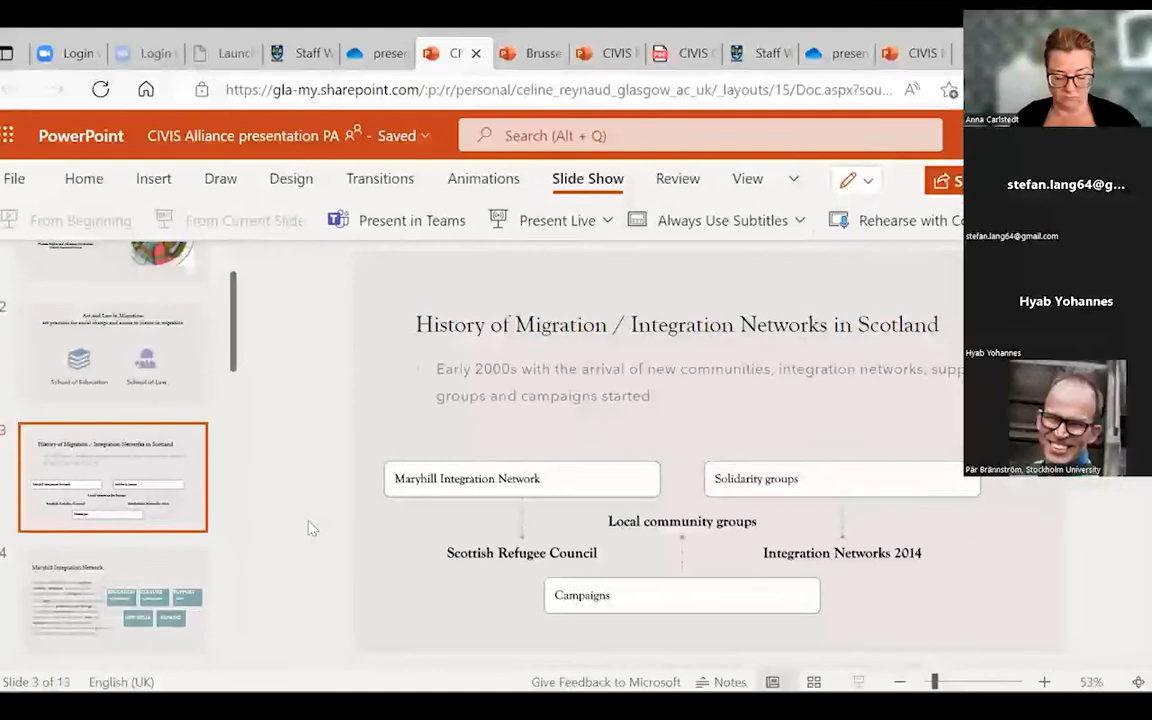 Login
Login
Launc
Staff W
preser
CI'
Brusse
CIVIS I
CIVIS (
Staff W
preser
CIVIS I
https://gla-my.sharepoint.com/:p:/r/personal/celine_reynaud_glasgow_ac_uk/_layouts/15/Doc.aspx?sou...
PowerPoint
CIVIS Alliance presentation PA - Saved
Search (Alt + Q)
File Home Insert Draw Design Transitions Animations Slide Show Review View
From Beginning From Current Slide Present in Teams Present Live Always Use Subtitles Rehearse with Co
2
Art and Law in Migration:
School of Education School of Law
3
History of Migration / Integration Networks in Scotland
4
Maryhill Integration Network
History of Migration / Integration Networks in Scotland
Early 2000s with the arrival of new communities, integration networks, supp
groups and campaigns started
Maryhill Integration Network
Solidarity groups
Local community groups
Scottish Refugee Council
Integration Networks 2014
Campaigns
Anna Carlstedt
stefan.lang64@g...
stefan.lang64@gmail.com
Hyab Yohannes
Hyab Yohannes
Pär Brännström, Stockholm University
Slide 3 of 13 English (UK) Give Feedback to Microsoft Notes 53%